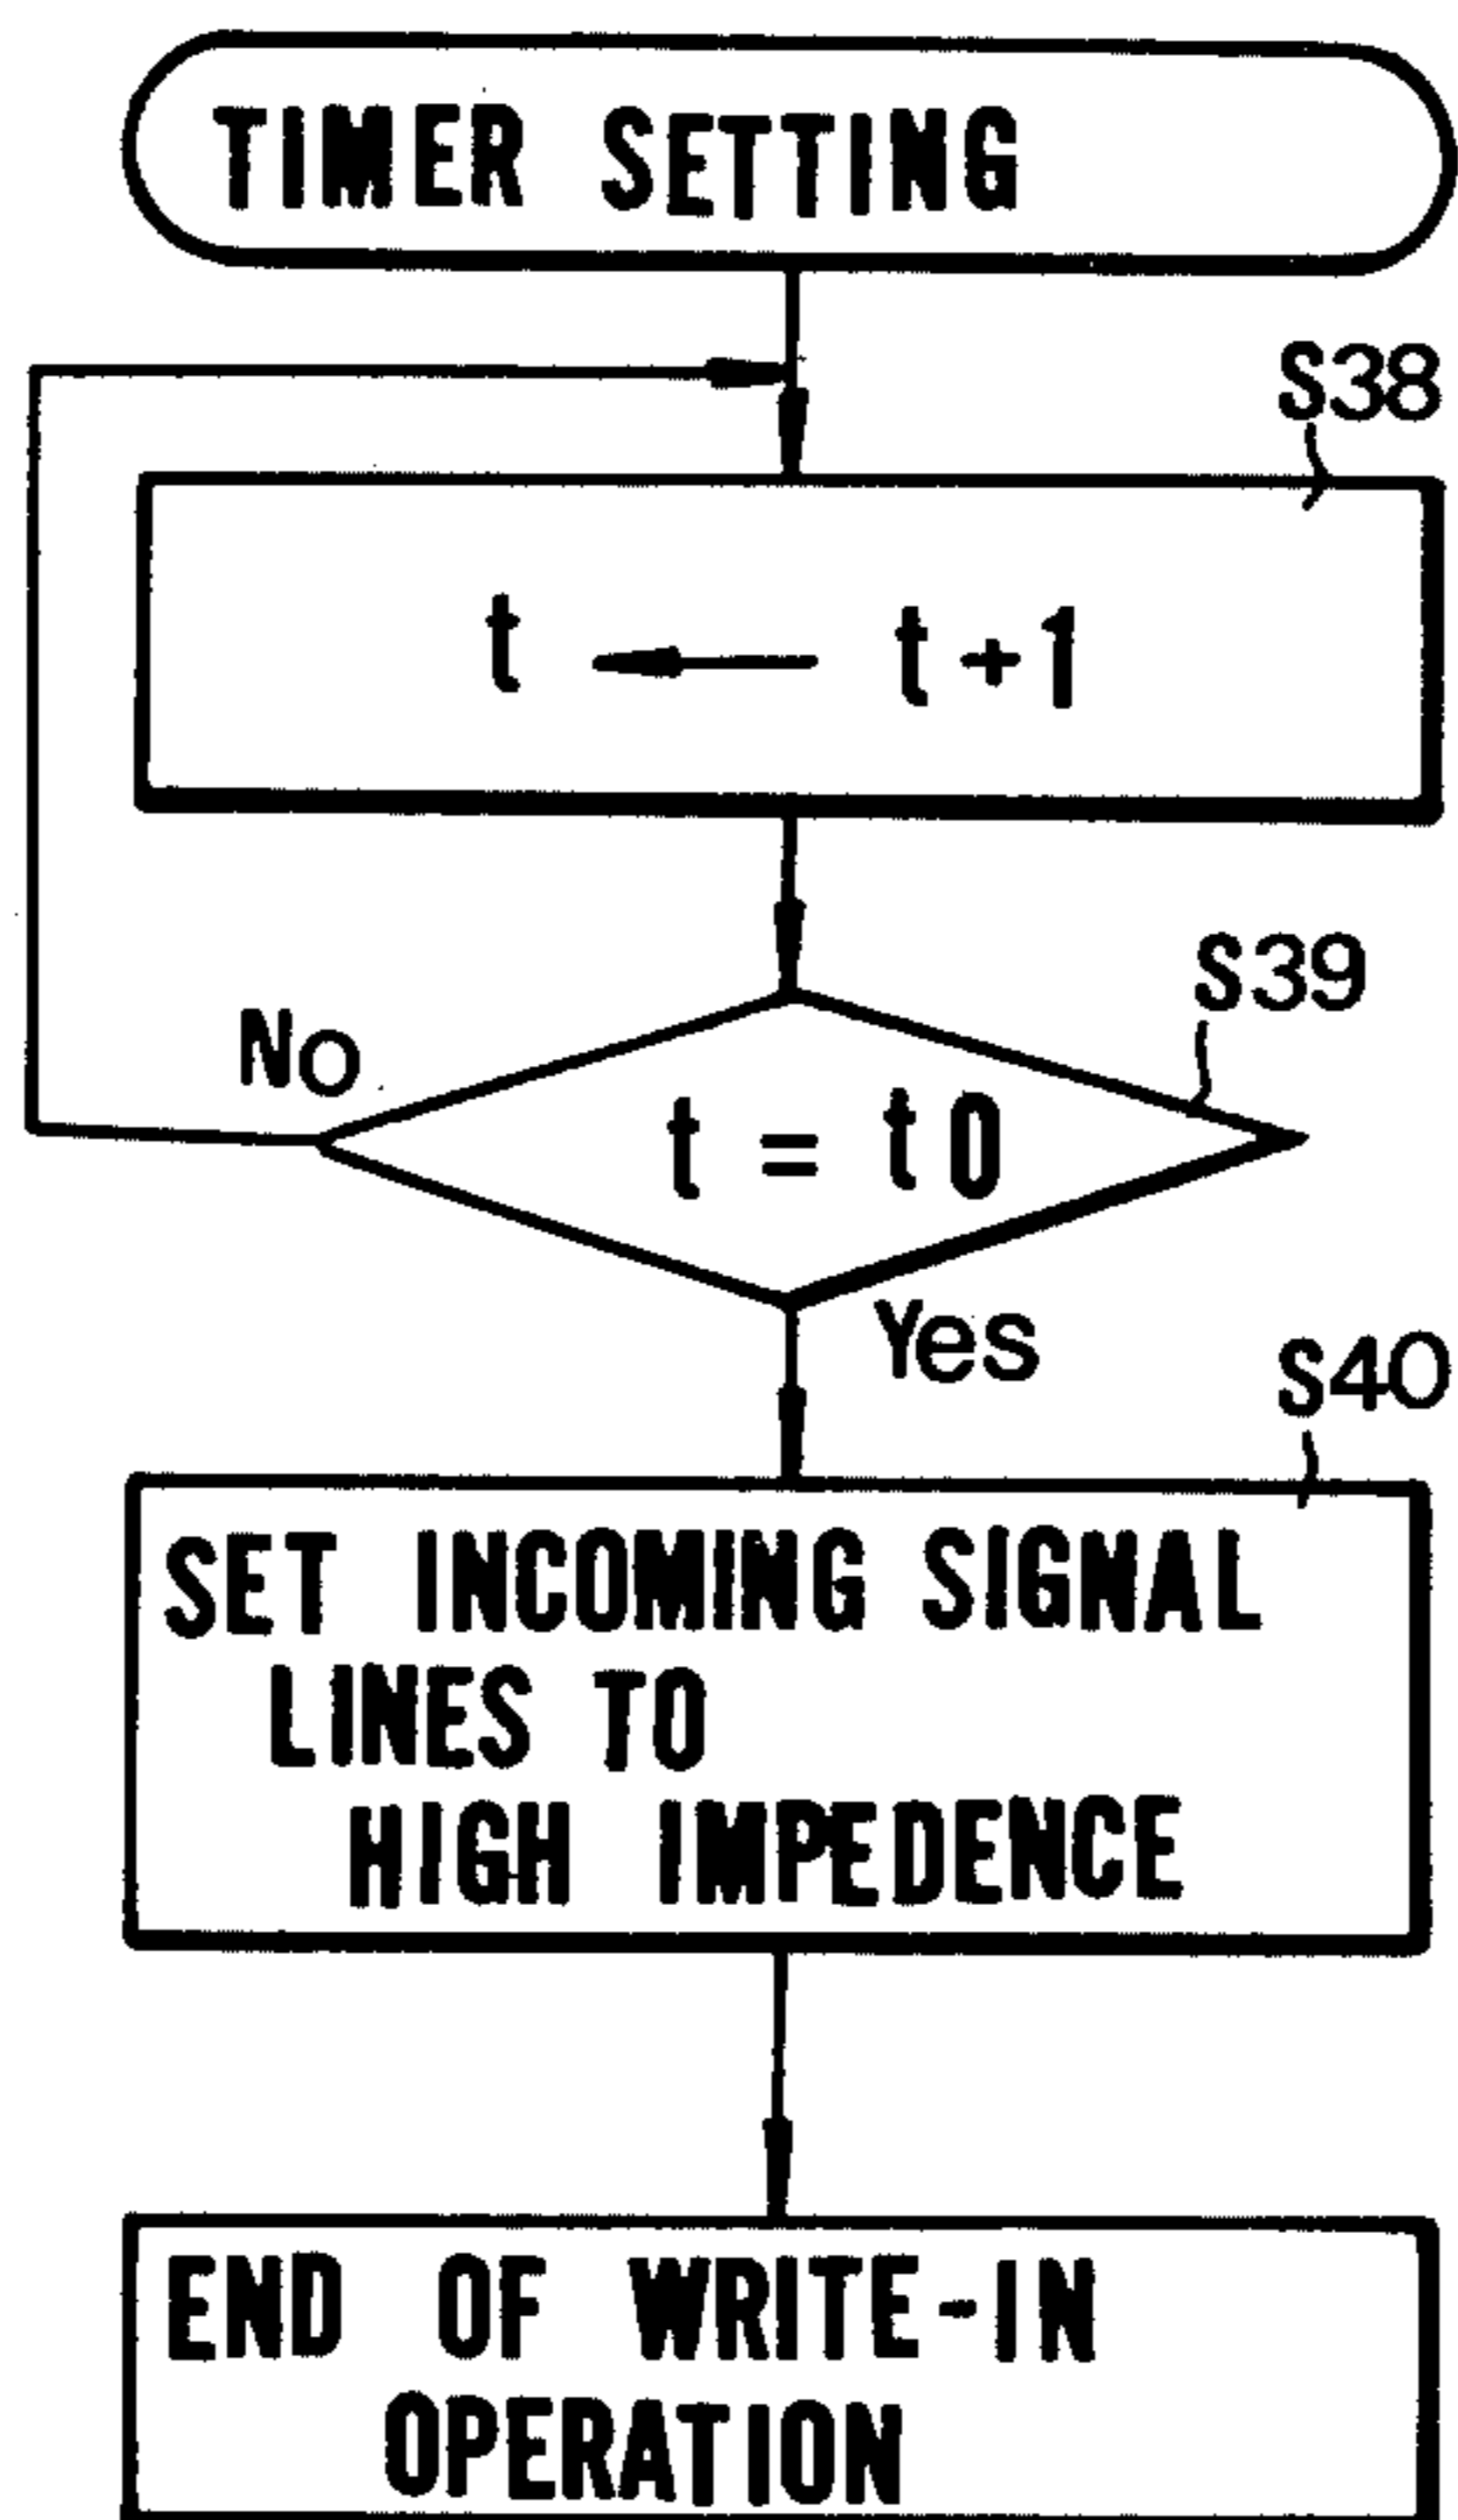 TIMER SETTING
S38
t ← t+1
S39
No
t = t0
Yes
S40
SET INCOMING SIGNAL
LINES TO
HIGH IMPEDENCE
END OF WRITE-IN
OPERATION